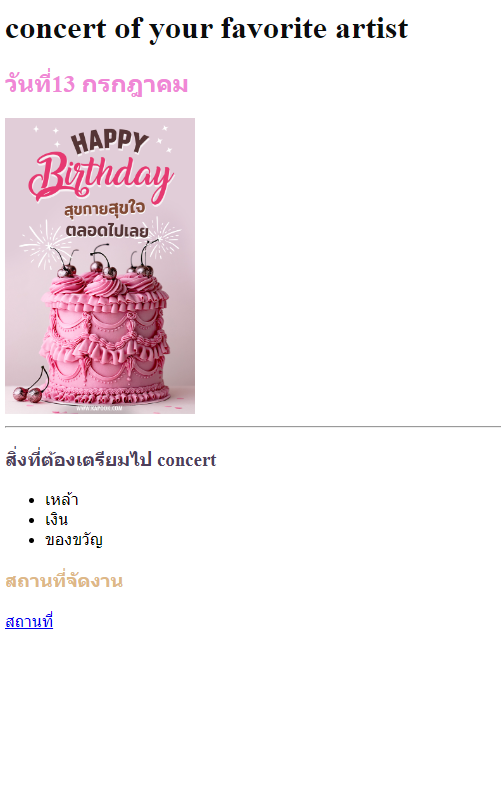 concert of your favorite artist
วันที่13 กรกฎาคม
HAPPY
Birthday
สุขกายสุขใจ
ตลอดไปเลย
WWW.KAPOOK.COM
สิ่งที่ต้องเตรียมไป concert
เหล้า
เงิน
ของขวัญ
สถานที่จัดงาน
สถานที่